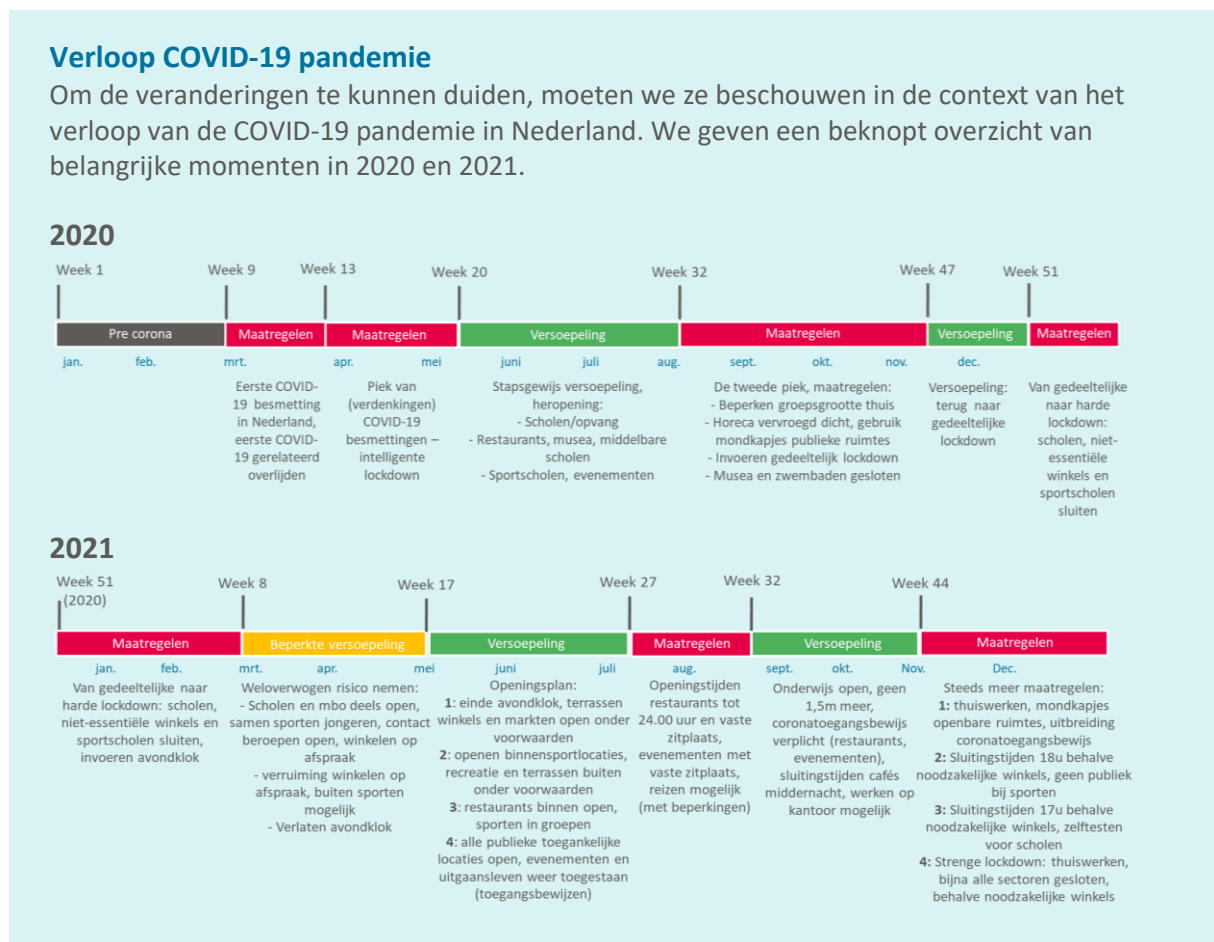 Verloop COVID-19 pandemie
Om de veranderingen te kunnen duiden, moeten we ze beschouwen in de context van het
verloop van de COVID-19 pandemie in Nederland. We geven een beknopt overzicht van
belangrijke momenten in 2020 en 2021.
2020
Week 1
Week 9
Week 13
Week 20
Week 32
Week 47
Week 51
Pre corona
Maatregelen
Maatregelen
Versoepeling
Maatregelen
Versoepeling
Maatregelen
jan.
feb.
mrt.
apr.
mei
juni
juli
aug.
sept.
okt.
nov.
dec.
Eerste COVID-
19 besmetting
in Nederland,
eerste COVID-
19 gerelateerd
overlijden
Piek van
(verdenkingen)
COVID-19
besmettingen –
intelligente
lockdown
Stapsgewijs versoepeling,
heropening:
- Scholen/opvang
- Restaurants, musea, middelbare
scholen
- Sportscholen, evenementen
De tweede piek, maatregelen:
- Beperken groepsgrootte thuis
- Horeca vervroegd dicht, gebruik
mondkapjes publieke ruimtes
- Invoeren gedeeltelijk lockdown
- Musea en zwembaden gesloten
Versoepeling:
terug naar
gedeeltelijke
lockdown
Van gedeeltelijke
naar harde
lockdown:
scholen, niet-
essentiële
winkels en
sportscholen
sluiten
2021
Week 51
(2020)
Week 8
Week 17
Week 27
Week 32
Week 44
Maatregelen
Beperkte versoepeling
Versoepeling
Maatregelen
Versoepeling
Maatregelen
jan.
feb.
mrt.
apr.
mei
juni
juli
aug.
sept.
okt.
Nov.
Dec.
Van gedeeltelijke naar
harde lockdown: scholen,
niet-essentiële winkels en
sportscholen sluiten,
invoeren avondklok
Weloverwogen risico nemen:
- Scholen en mbo deels open,
samen sporten jongeren, contact
beroepen open, winkelen op
afspraak
- verruiming winkelen op
afspraak, buiten sporten
mogelijk
- Verlaten avondklok
Openingsplan:
1: einde avondklok, terrassen
winkels en markten open onder
voorwaarden
2: openen binnensportlocaties,
recreatie en terrassen buiten
onder voorwaarden
3: restaurants binnen open,
sporten in groepen
4: alle publieke toegankelijke
locaties open, evenementen en
uitgaansleven weer toegestaan
(toegangsbewijzen)
Openingstijden
restaurants tot
24.00 uur en vaste
zitplaats,
evenementen met
vaste zitplaats,
reizen mogelijk
(met beperkingen)
Onderwijs open, geen
1,5m meer,
coronatoegangsbewijs
verplicht (restaurants,
evenementen),
sluitingstijden cafés
middernacht, werken op
kantoor mogelijk
Steeds meer maatregelen:
1: thuiswerken, mondkapjes
openbare ruimtes, uitbreiding
coronatoegangsbewijs
2: Sluitingstijden 18u behalve
noodzakelijke winkels, geen publiek
bij sporten
3: Sluitingstijden 17u behalve
noodzakelijke winkels, zelftesten
voor scholen
4: Strenge lockdown: thuiswerken,
bijna alle sectoren gesloten,
behalve noodzakelijke winkels